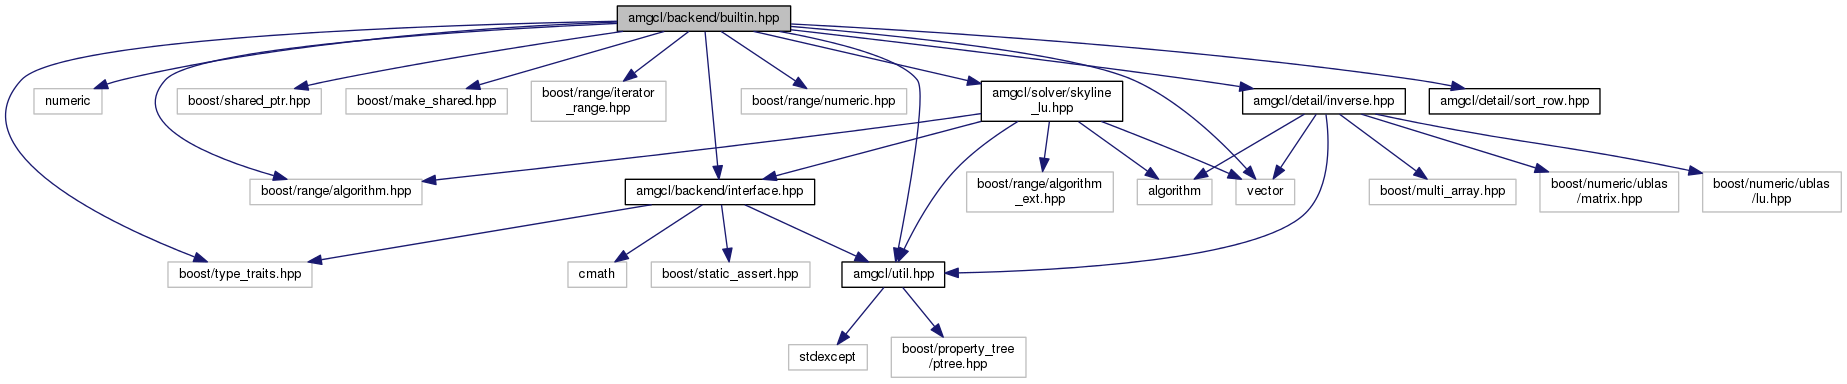 amgcl/backend/builtin.hpp
numeric
boost/shared_ptr.hpp
boost/make_shared.hpp
boost/range/iterator
_range.hpp
boost/range/numeric.hpp
amgcl/solver/skyline
_lu.hpp
amgcl/detail/inverse.hpp
amgcl/detail/sort_row.hpp
boost/range/algorithm.hpp
amgcl/backend/interface.hpp
boost/range/algorithm
_ext.hpp
algorithm
vector
boost/multi_array.hpp
boost/numeric/ublas
/matrix.hpp
boost/numeric/ublas
/lu.hpp
boost/type_traits.hpp
cmath
boost/static_assert.hpp
amgcl/util.hpp
stdexcept
boost/property_tree
/ptree.hpp